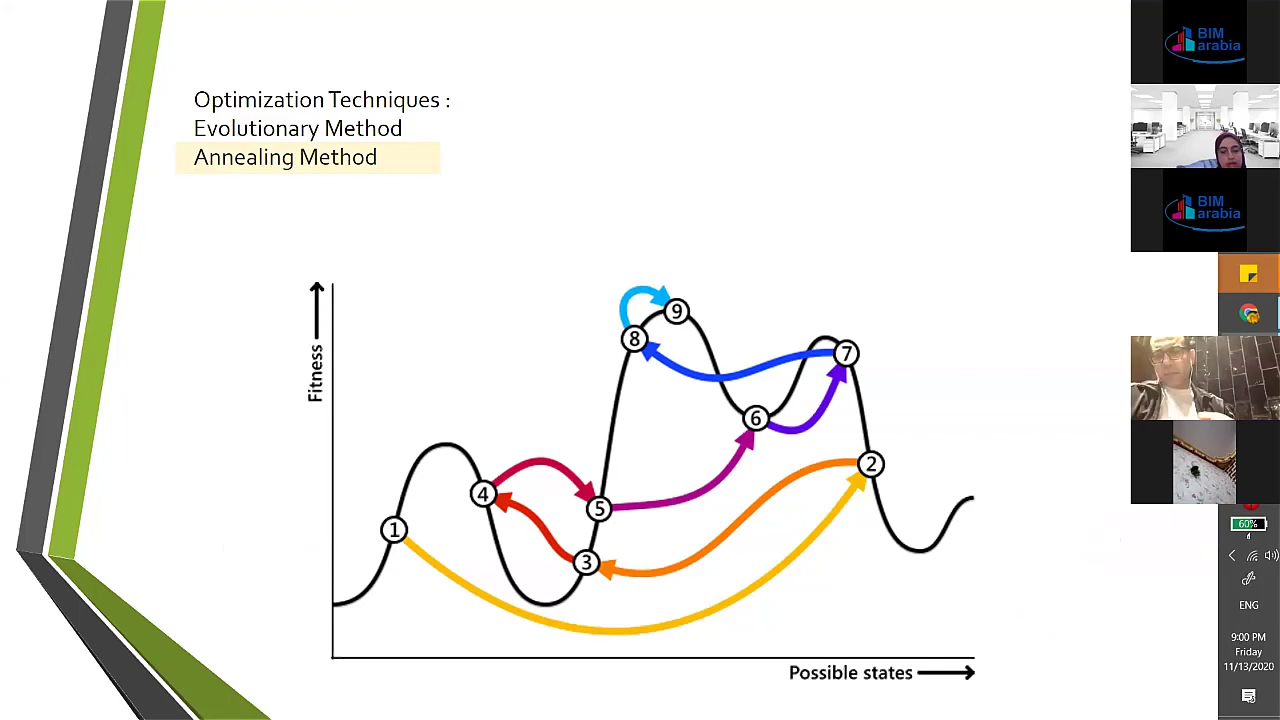 Optimization Techniques :
Evolutionary Method
Annealing Method
Fitness
9
8
7
6
2
4
5
1
3
Possible states
BIM
arabia
BIM
arabia
60%
ENG
9:00 PM
Friday
11/13/2020